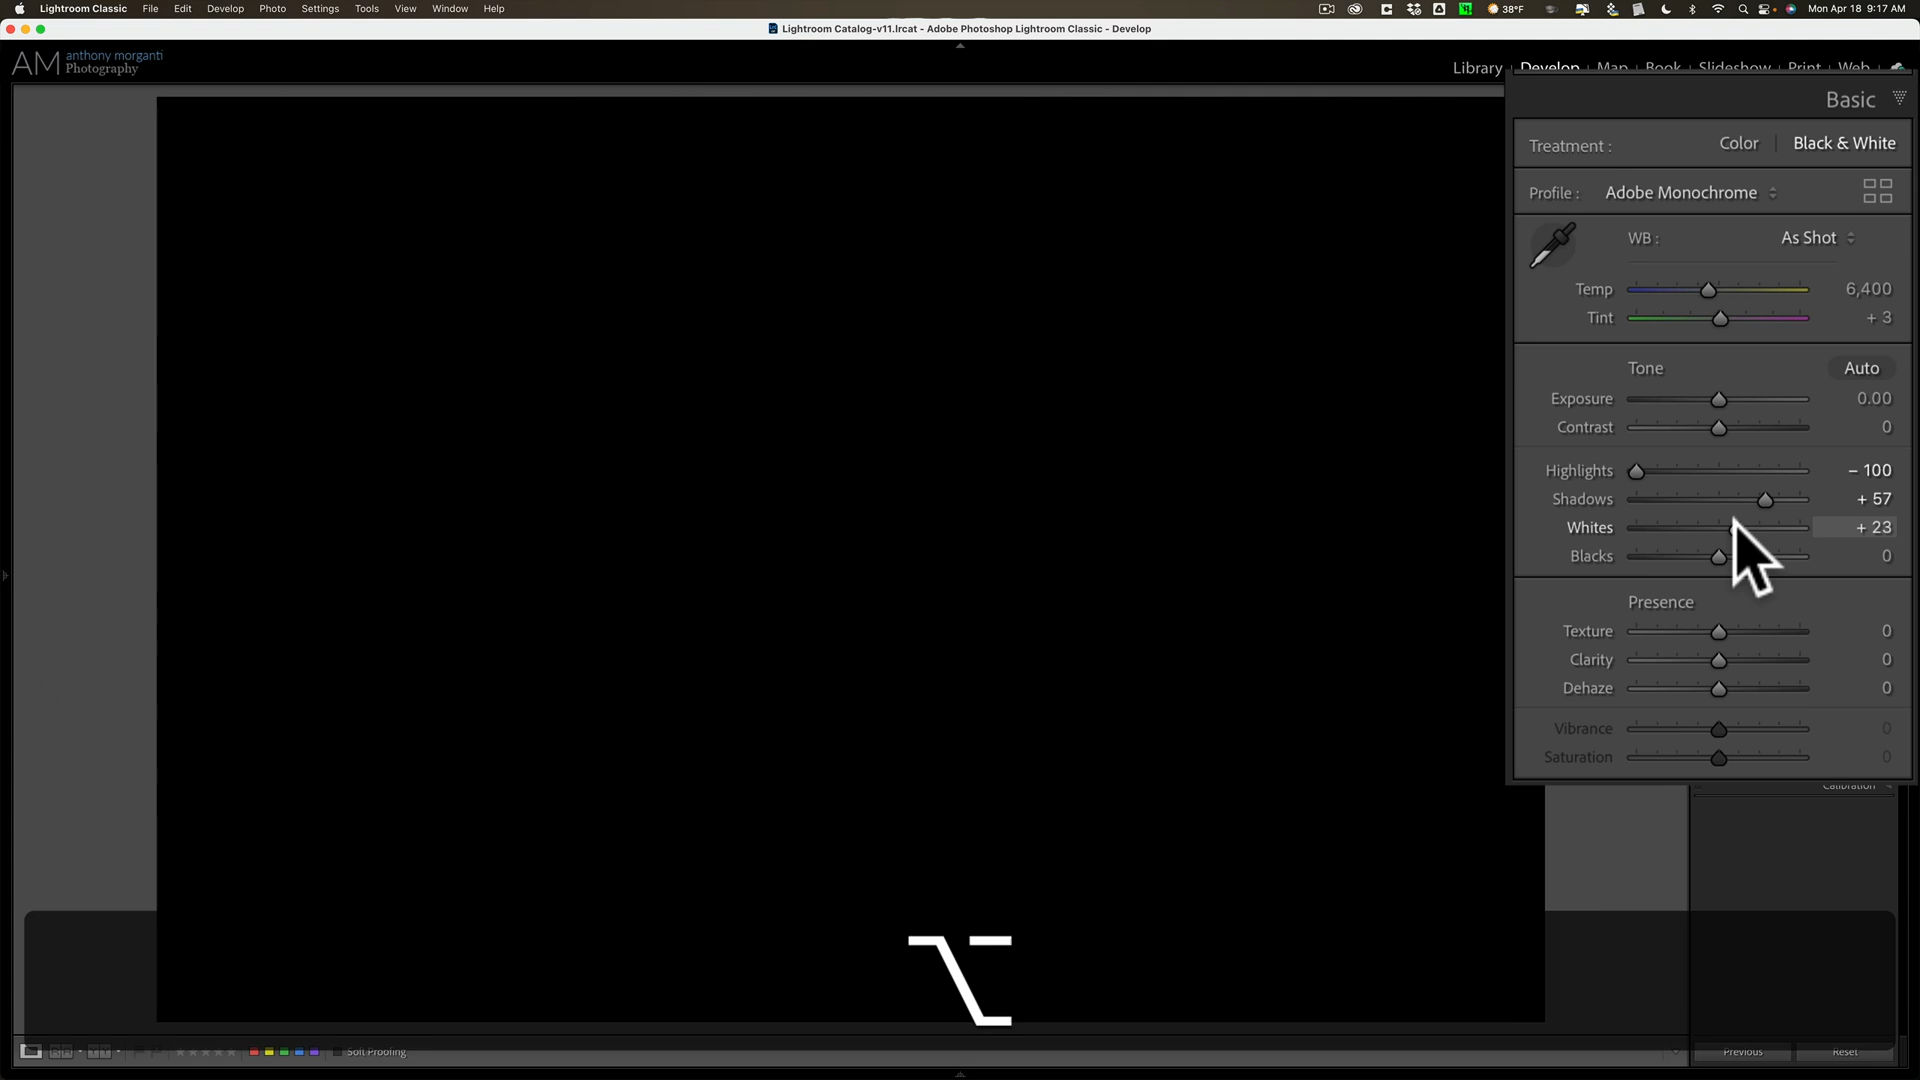 Lightroom Classic File Edit Develop Photo Settings Tools View Window Help 38°F Mon Apr 18 9:17 AM
Lightroom Catalog-v11.lrcat - Adobe Photoshop Lightroom Classic - Develop
AM anthony morganti
Photography
Library | Develop | Map | Book | Slideshow | Print | Web
Basic
Treatment : Color | Black & White
Profile : Adobe Monochrome
WB : As Shot
Temp 6,400
Tint + 3
Tone Auto
Exposure 0.00
Contrast 0
Highlights – 100
Shadows + 57
Whites + 23
Blacks 0
Presence
Texture 0
Clarity 0
Dehaze 0
Vibrance 0
Saturation 0
Calibration
Soft Proofing
Previous Reset